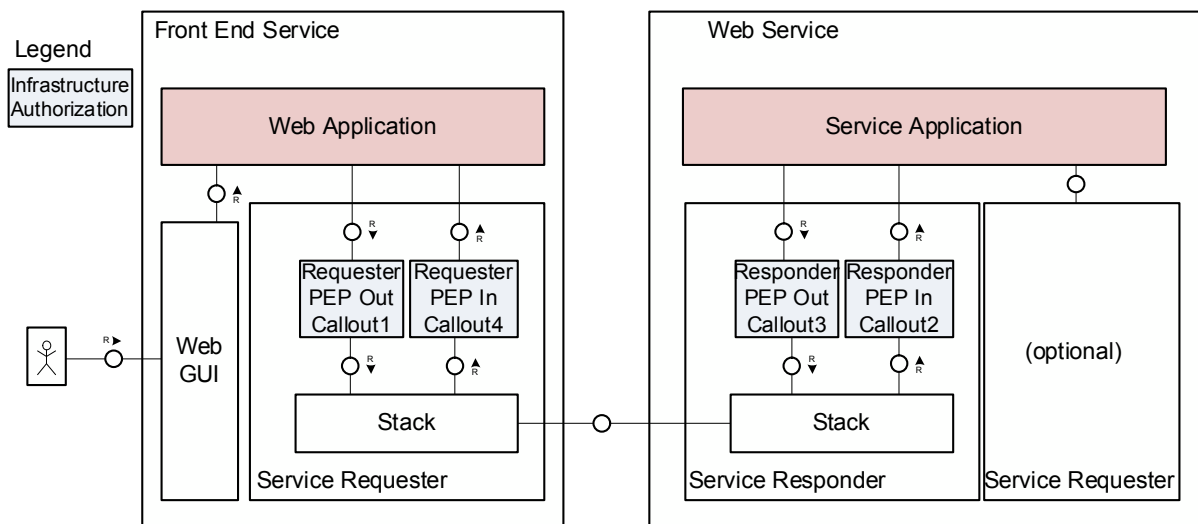 Legend
Infrastructure
Authorization
Front End Service
Web Application
R
R
R
Requester
PEP Out
Callout1
Requester
PEP In
Callout4
R
Web
GUI
R
R
Stack
Service Requester
Web Service
Service Application
R
R
Responder
PEP Out
Callout3
Responder
PEP In
Callout2
R
R
Stack
Service Responder
(optional)
Service Requester